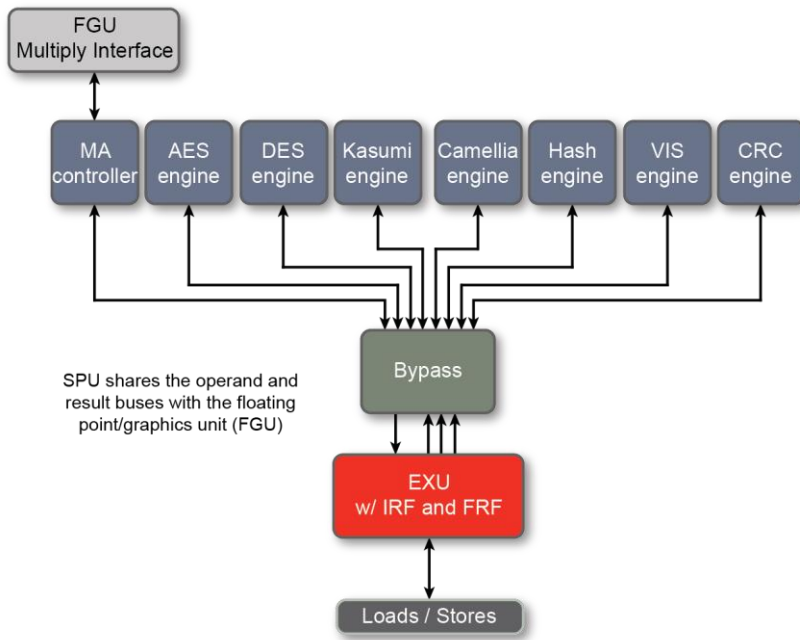 FGU
Multiply Interface
MA
controller
AES
engine
DES
engine
Kasumi
engine
Camellia
engine
Hash
engine
VIS
engine
CRC
engine
Bypass
SPU shares the operand and
result buses with the floating
point/graphics unit (FGU)
EXU
w/ IRF and FRF
Loads / Stores